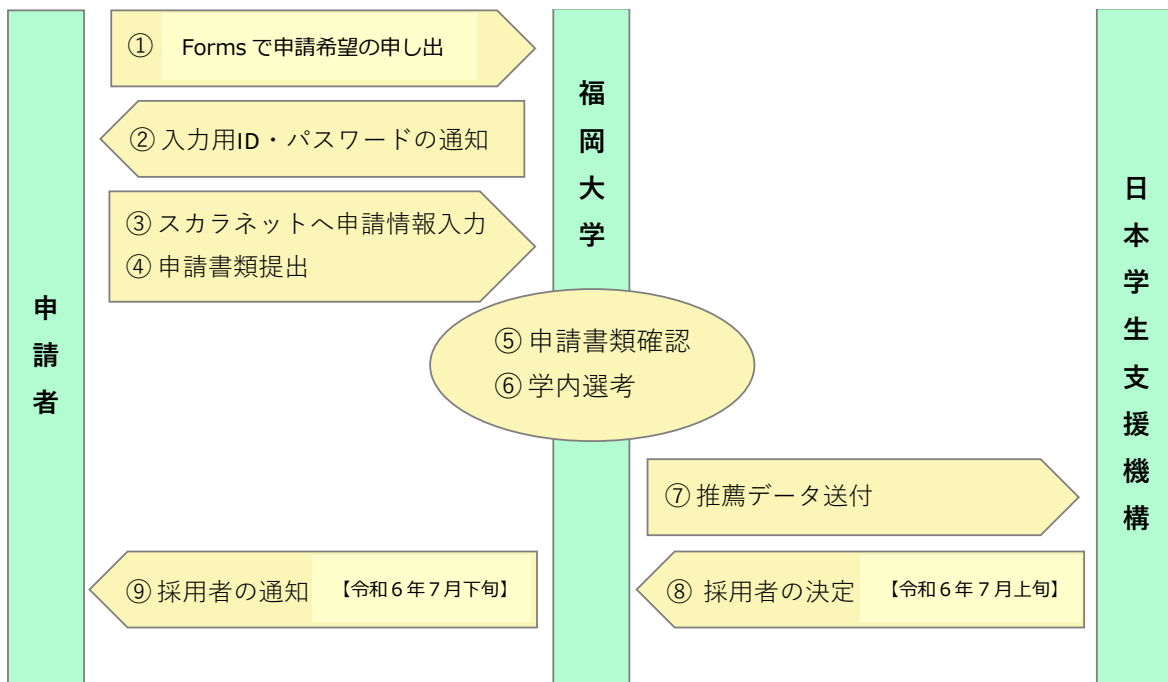 申請者
福岡大学
日本学生支援機構
① Forms で申請希望の申し出
② 入力用ID・パスワードの通知
③ スカラネットへ申請情報入力
④ 申請書類提出
⑤ 申請書類確認
⑥ 学内選考
⑦ 推薦データ送付
⑧ 採用者の決定 【令和６年７月上旬】
⑨ 採用者の通知 【令和６年７月下旬】